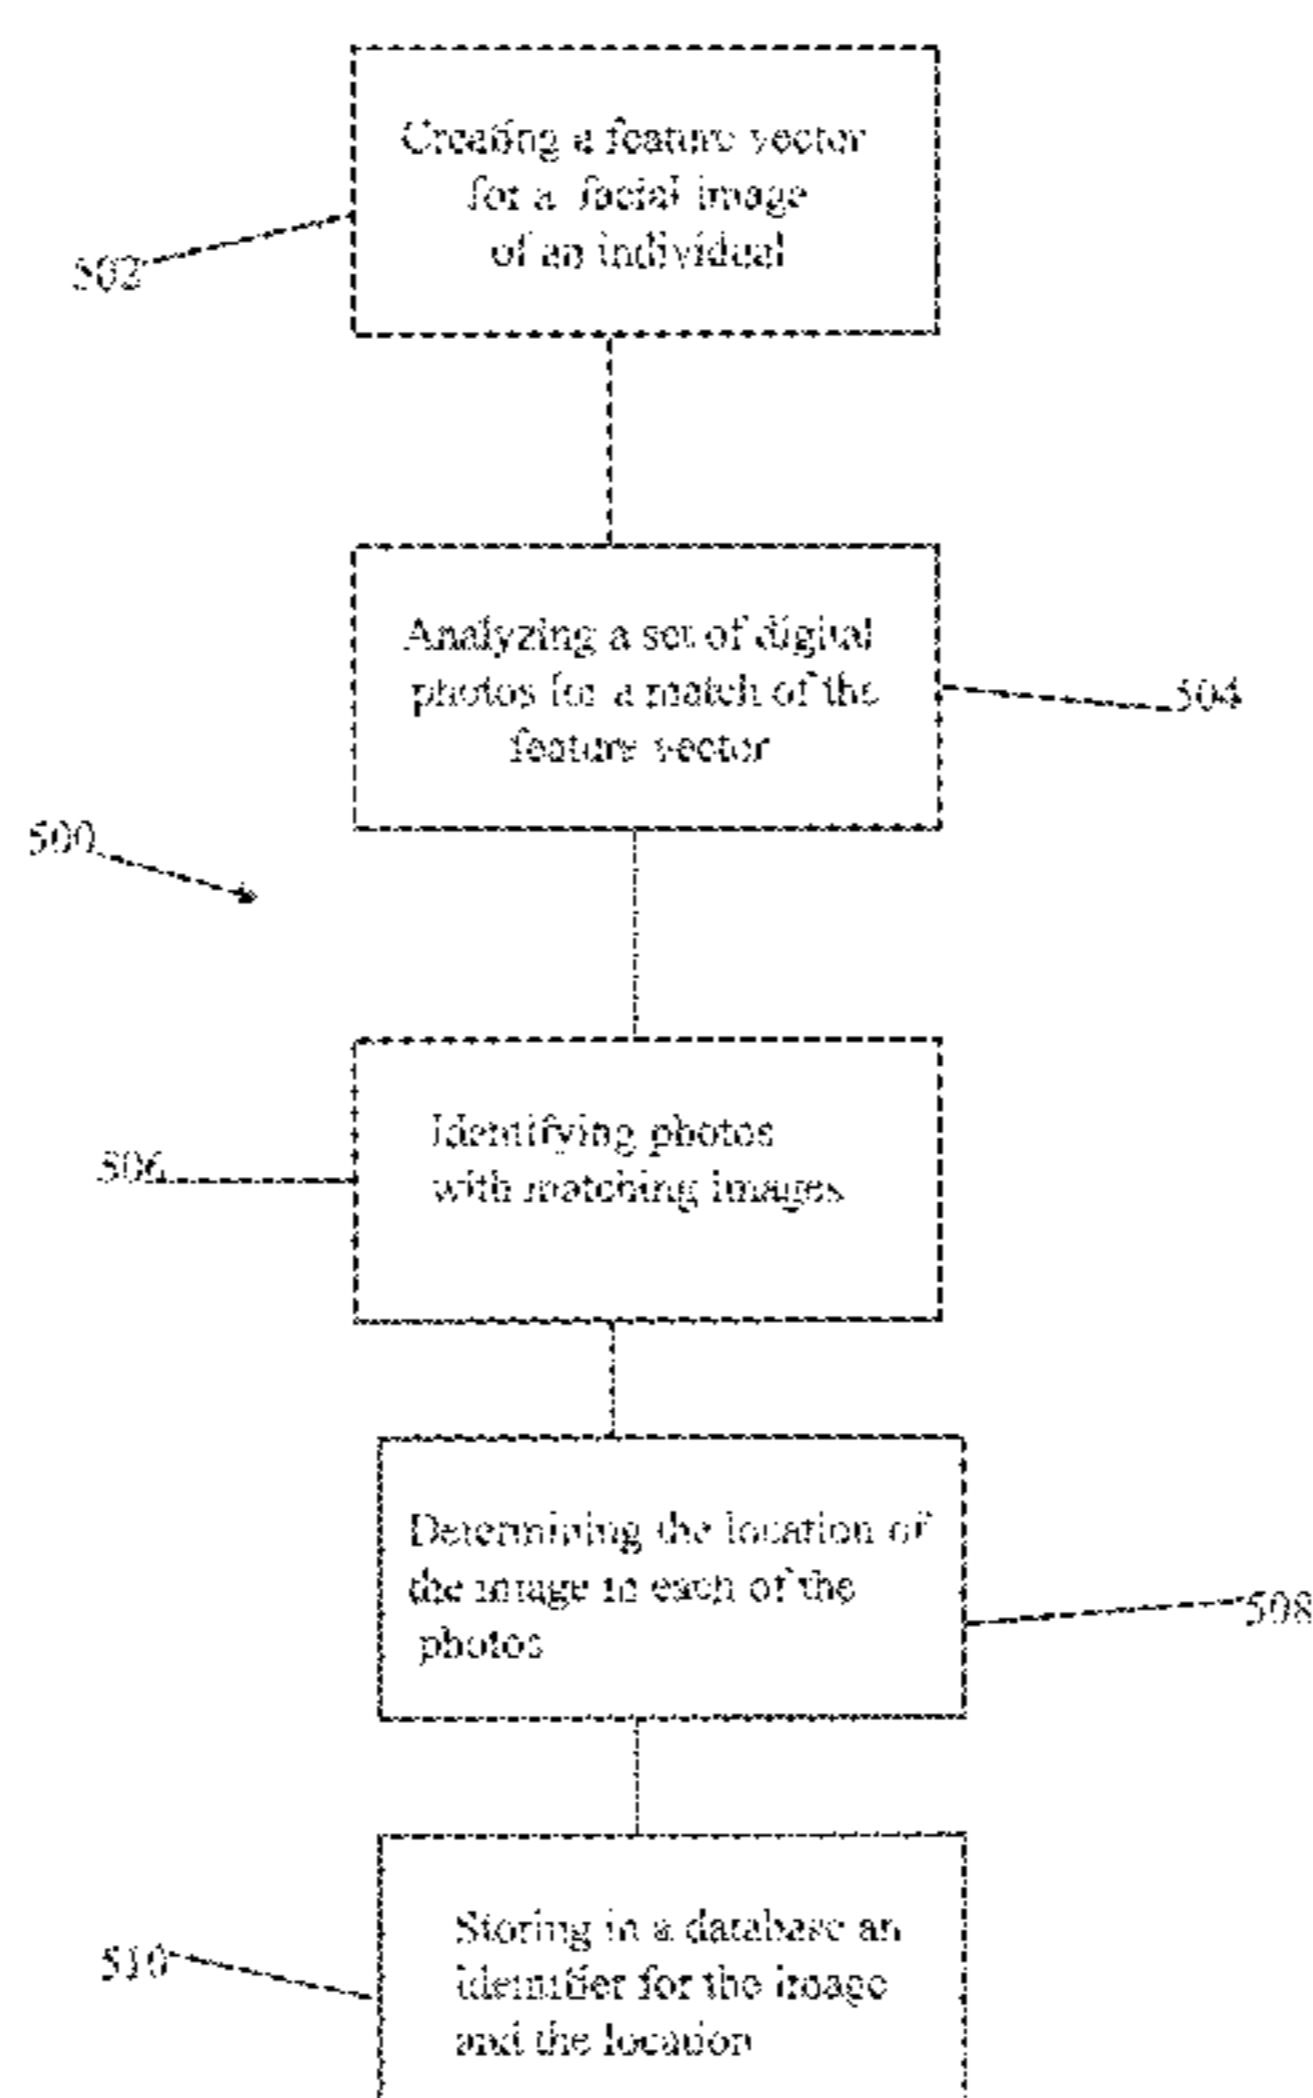 Creating a feature vector
for a facial image
of an individual
502
Analyzing a set of digital
photos for a match of the
feature vector
504
500
Identifying photos
with matching images
506
Determining the location of
the image in each of the
photos
508
Storing in a database an
identifier for the image
and the location
510